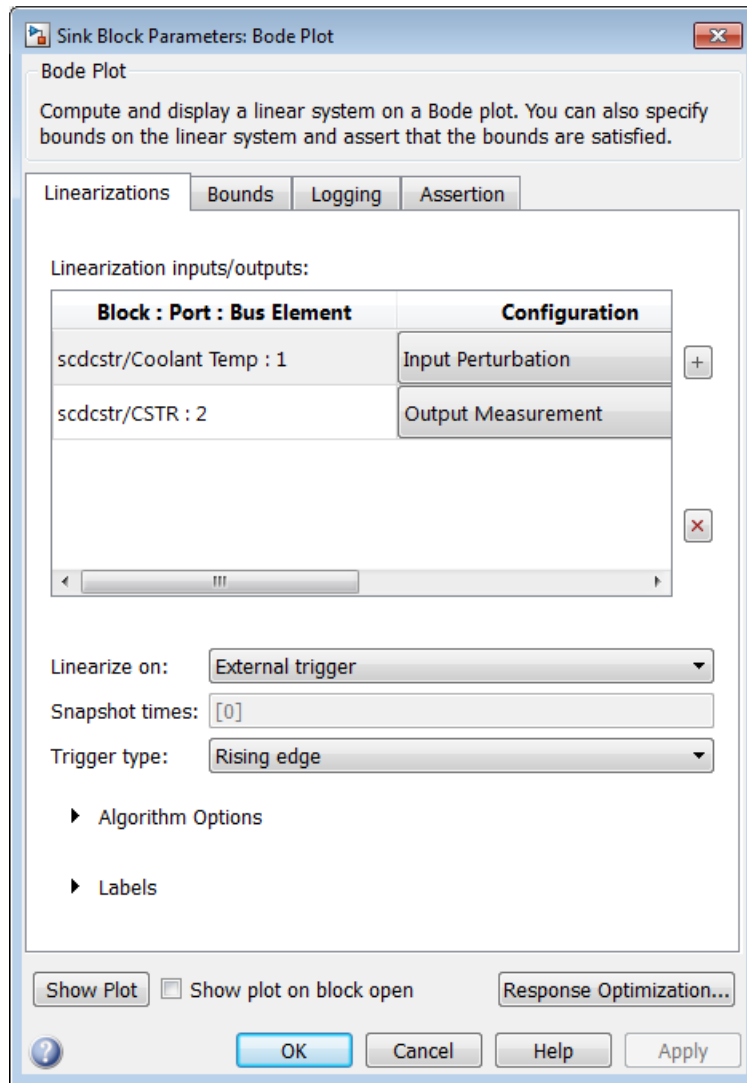 Sink Block Parameters: Bode Plot
Bode Plot
Compute and display a linear system on a Bode plot. You can also specify
bounds on the linear system and assert that the bounds are satisfied.
Linearizations Bounds Logging Assertion
Linearization inputs/outputs:
Block : Port : Bus Element Configuration
scdcstr/Coolant Temp : 1 Input Perturbation
scdcstr/CSTR : 2 Output Measurement
Linearize on: External trigger
Snapshot times: [0]
Trigger type: Rising edge
Algorithm Options
Labels
Show Plot Show plot on block open Response Optimization...
OK Cancel Help Apply